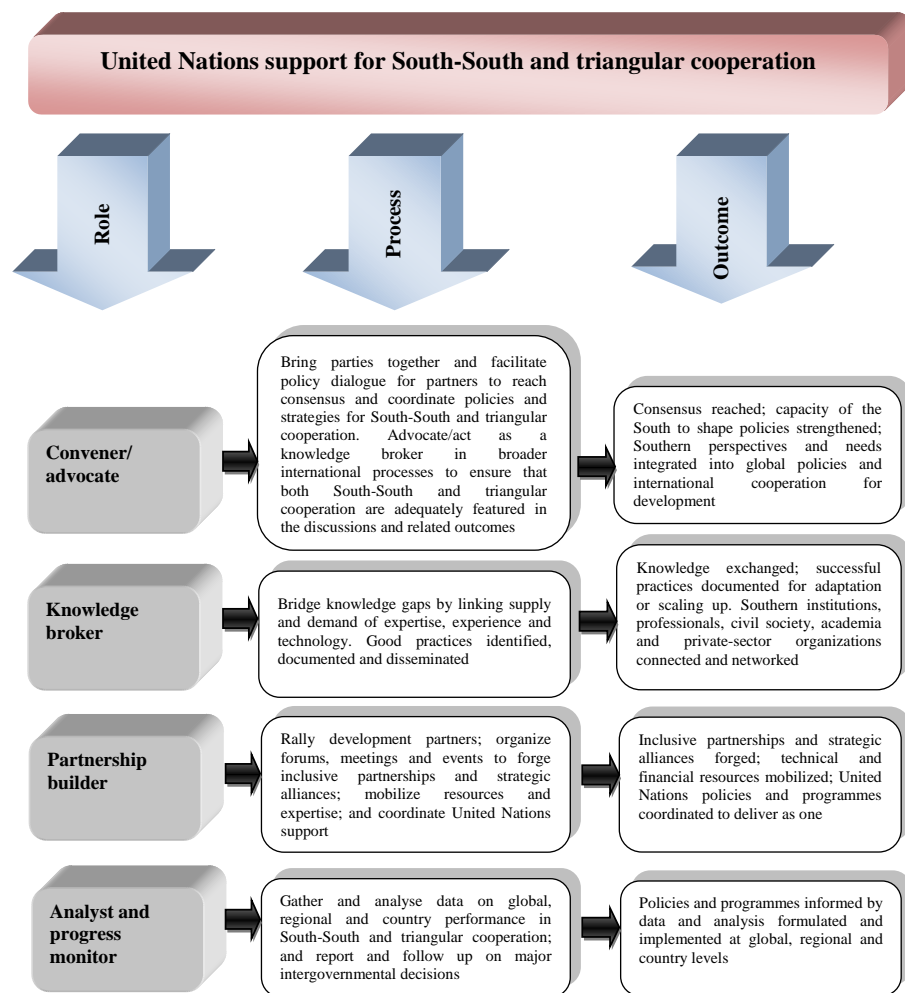 United Nations support for South-South and triangular cooperation
Role
Process
Outcome
Convener/
advocate
Bring parties together and facilitate
policy dialogue for partners to reach
consensus and coordinate policies and
strategies for South-South and triangular
cooperation. Advocate/act as a
knowledge broker in broader
international processes to ensure that
both South-South and triangular
cooperation are adequately featured in
the discussions and related outcomes
Consensus reached; capacity of the
South to shape policies strengthened;
Southern perspectives and needs
integrated into global policies and
international cooperation for
development
Knowledge
broker
Bridge knowledge gaps by linking supply
and demand of expertise, experience and
technology. Good practices identified,
documented and disseminated
Knowledge exchanged; successful
practices documented for adaptation
or scaling up. Southern institutions,
professionals, civil society, academia
and private-sector organizations
connected and networked
Partnership
builder
Rally development partners; organize
forums, meetings and events to forge
inclusive partnerships and strategic
alliances; mobilize resources and
expertise; and coordinate United Nations
support
Inclusive partnerships and strategic
alliances forged; technical and
financial resources mobilized; United
Nations policies and programmes
coordinated to deliver as one
Analyst and
progress
monitor
Gather and analyse data on global,
regional and country performance in
South-South and triangular cooperation;
and report and follow up on major
intergovernmental decisions
Policies and programmes informed by
data and analysis formulated and
implemented at global, regional and
country levels